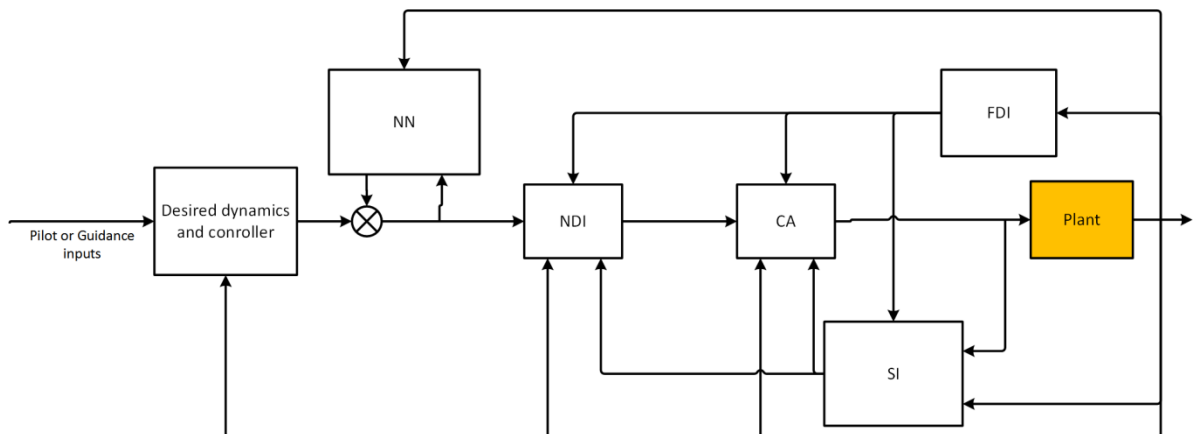 NN
FDI
Desired dynamics
and conroller
NDI
CA
Plant
Pilot or Guidance
inputs
SI